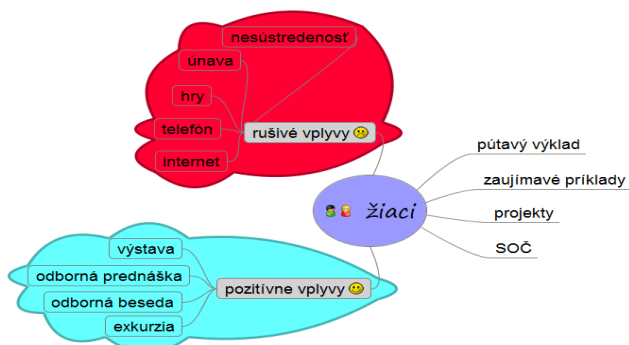 nesústredenosť
únava
hry
telefón
internet
rušivé vplyvy
žiaci
pútavý výklad
zaujímavé príklady
projekty
SOČ
výstava
odborná prednáška
odborná beseda
exkurzia
pozitívne vplyvy